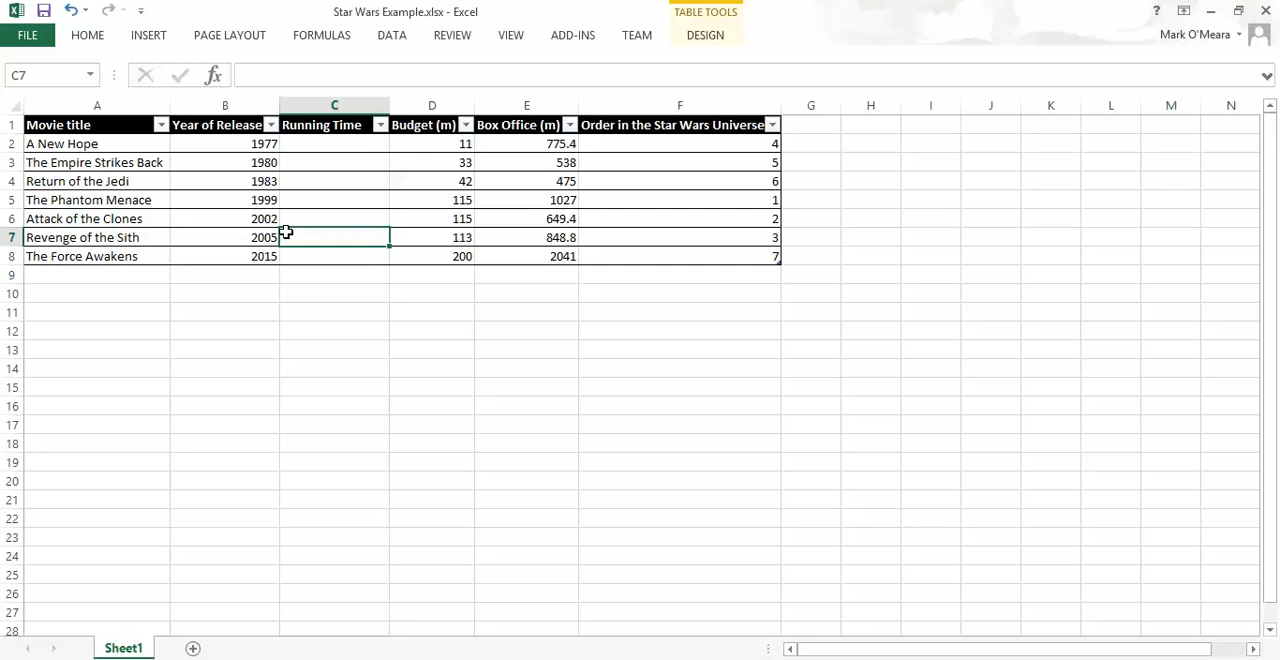 Star Wars Example.xlsx - Excel
TABLE TOOLS
?
FILE HOME INSERT PAGE LAYOUT FORMULAS DATA REVIEW VIEW ADD-INS TEAM DESIGN Mark O'Meara
C7 fx
A B C D E F G H I J K L M N
1 Movie title Year of Release Running Time Budget (m) Box Office (m) Order in the Star Wars Universe
2 A New Hope 1977 11 775.4 4
3 The Empire Strikes Back 1980 33 538 5
4 Return of the Jedi 1983 42 475 6
5 The Phantom Menace 1999 115 1027 1
6 Attack of the Clones 2002 115 649.4 2
7 Revenge of the Sith 2005 113 848.8 3
8 The Force Awakens 2015 200 2041 7
9
10
11
12
13
14
15
16
17
18
19
20
21
22
23
24
25
26
27
28
Sheet1